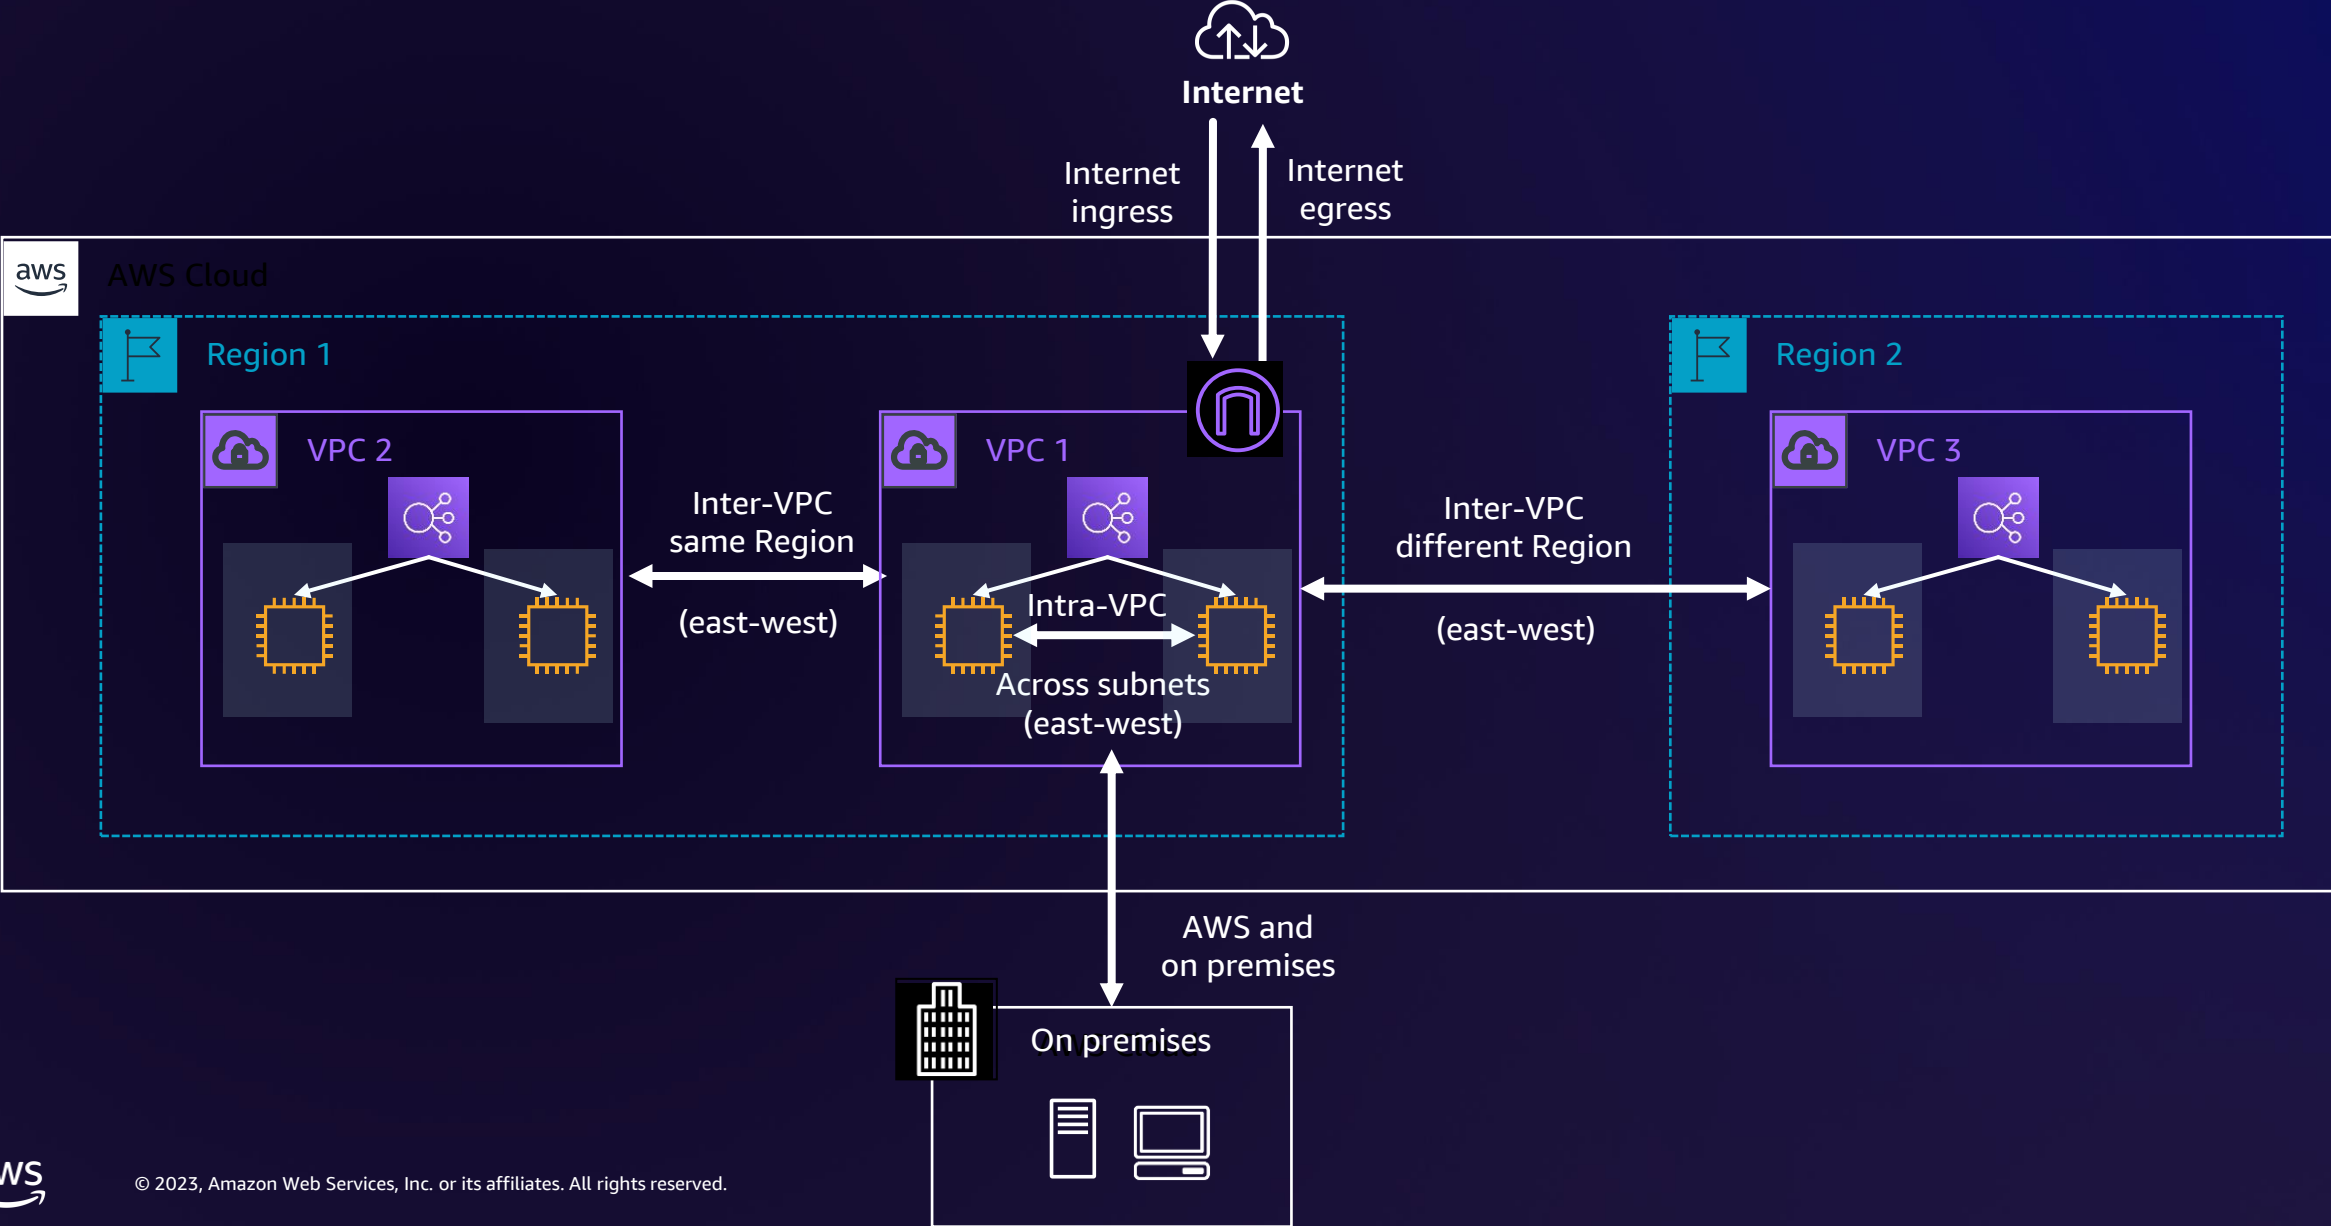 Internet
Internet
ingress
Internet
egress
aws
AWS Cloud
Region 1
Region 2
VPC 2
VPC 1
VPC 3
Inter-VPC
same Region
(east-west)
Intra-VPC
Across subnets
(east-west)
Inter-VPC
different Region
(east-west)
AWS and
on premises
On premises
© 2023, Amazon Web Services, Inc. or its affiliates. All rights reserved.